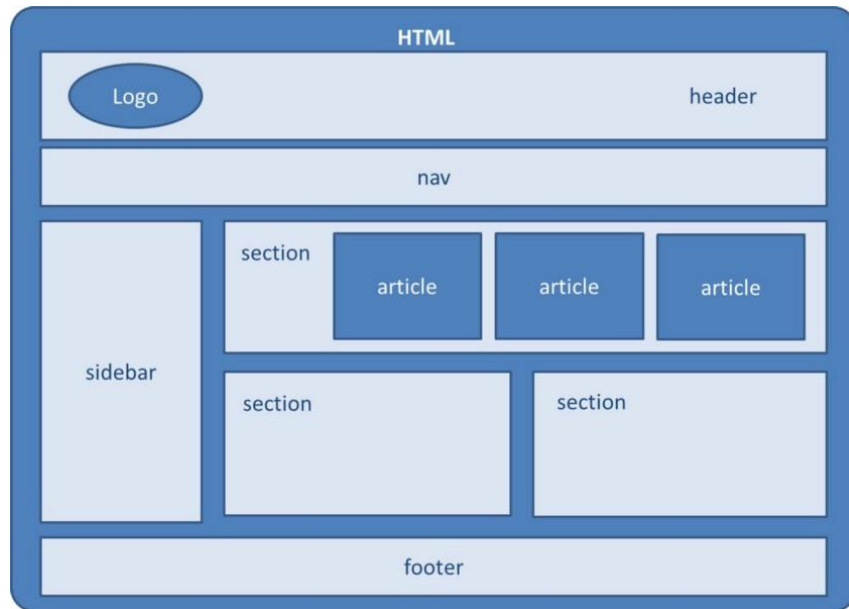 HTML
Logo
header
nav
sidebar
section
article
article
article
section
section
footer